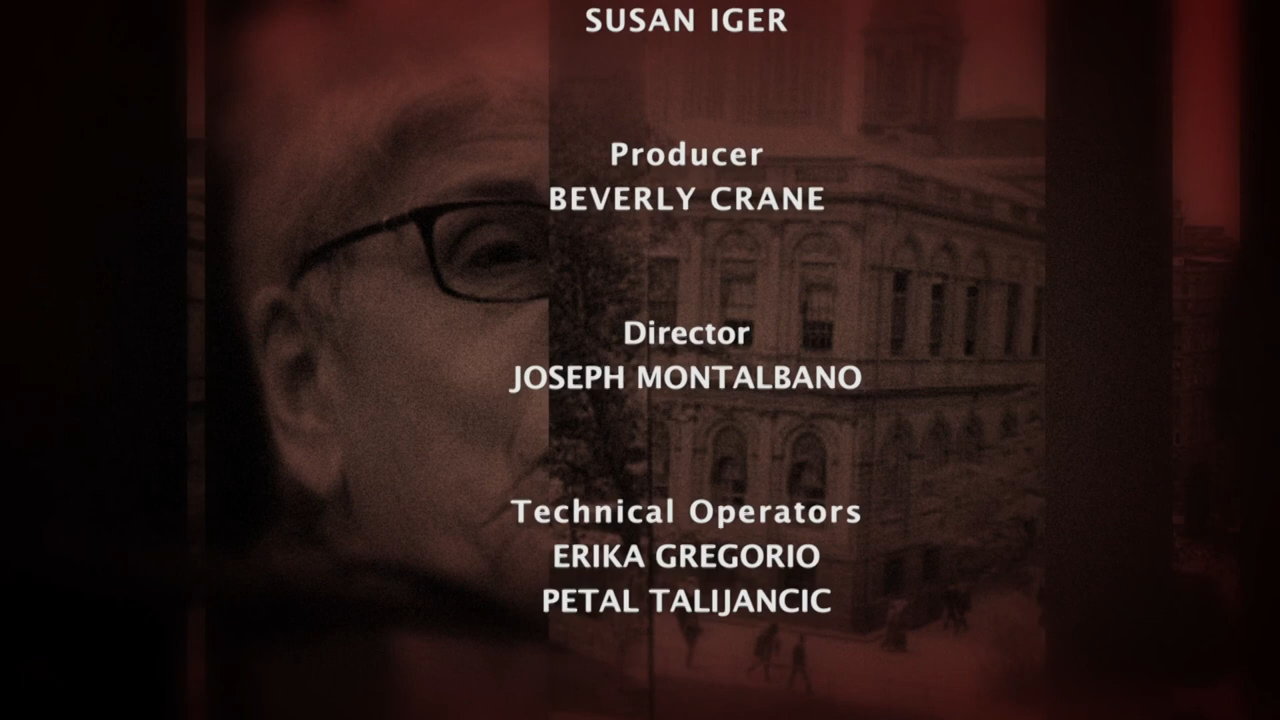 SUSAN IGER
Producer
BEVERLY CRANE
Director
JOSEPH MONTALBANO
Technical Operators
ERIKA GREGORIO
PETAL TALIJANCIC